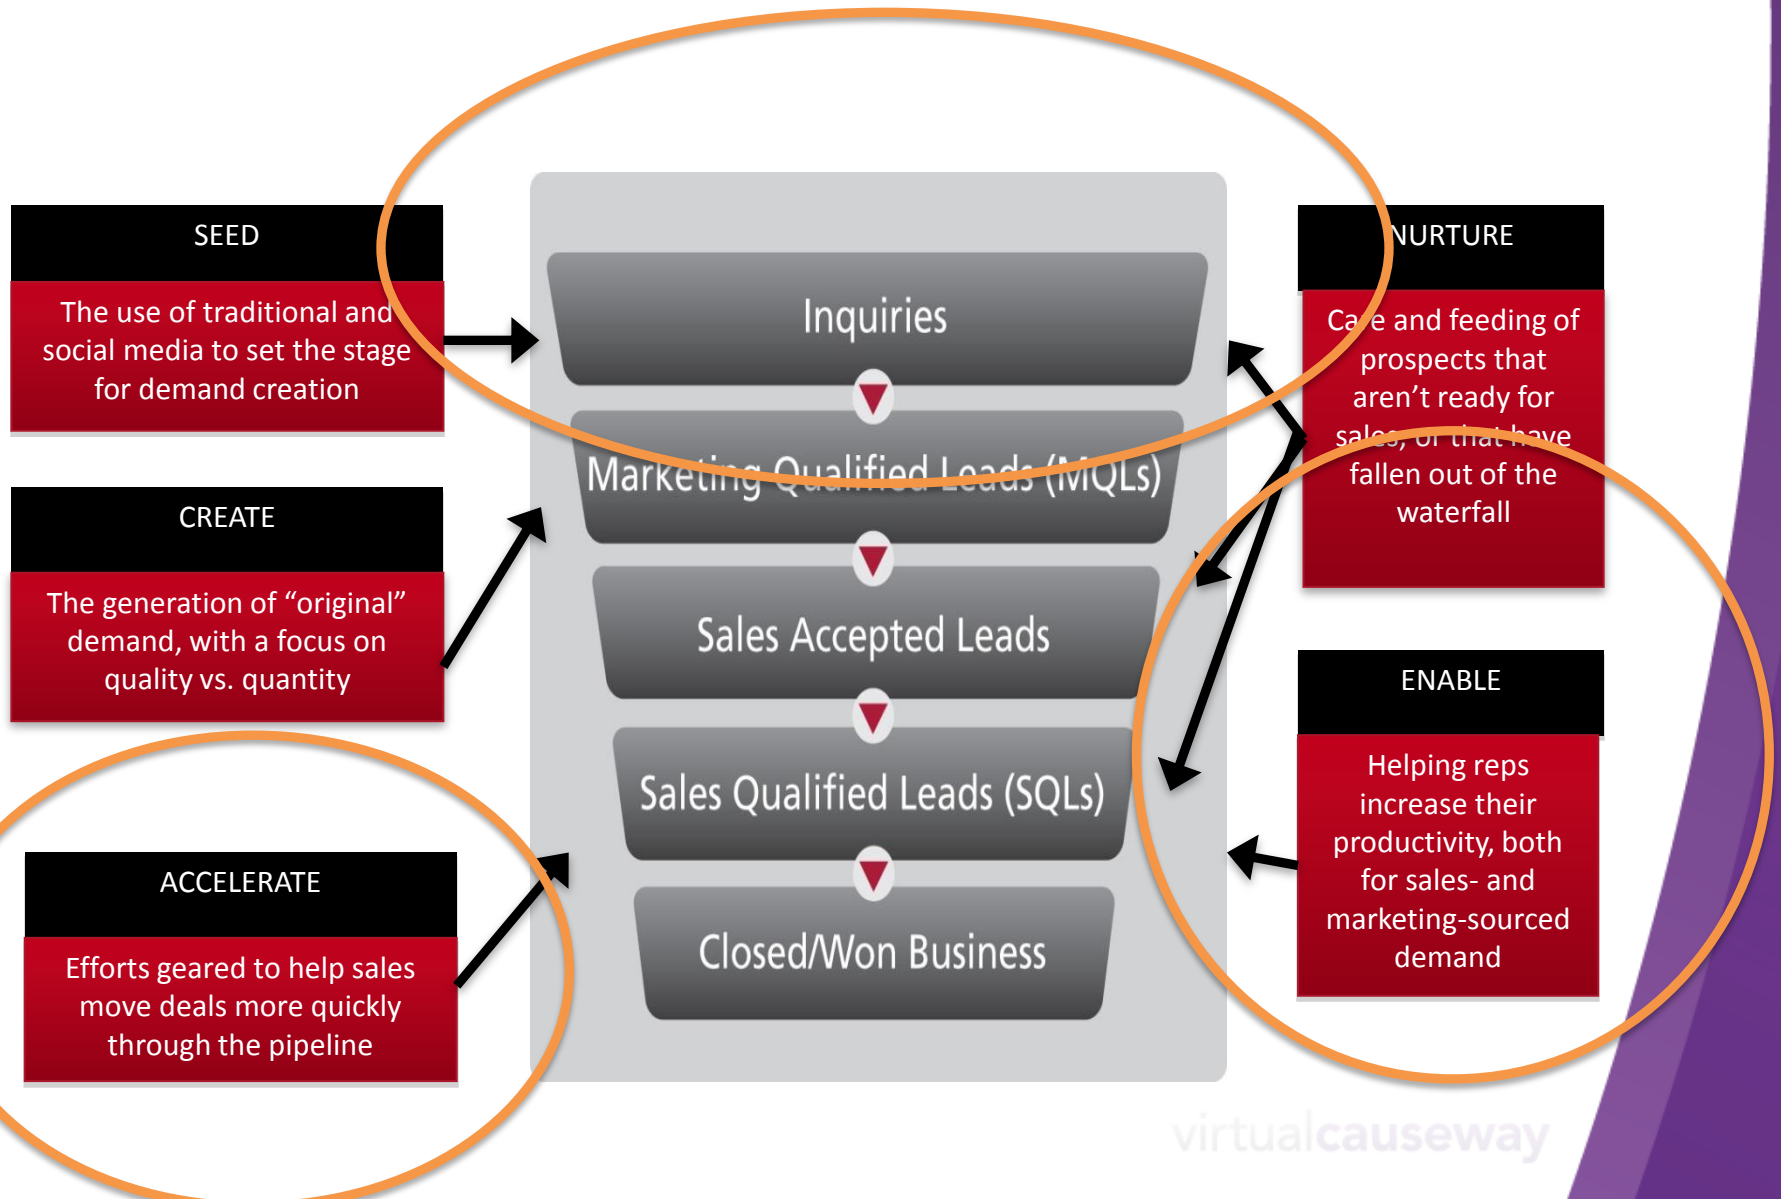 SEED
The use of traditional and
social media to set the stage
for demand creation
CREATE
The generation of “original”
demand, with a focus on
quality vs. quantity
ACCELERATE
Efforts geared to help sales
move deals more quickly
through the pipeline
Inquiries
Marketing Qualified Leads (MQLs)
Sales Accepted Leads
Sales Qualified Leads (SQLs)
Closed/Won Business
NURTURE
Care and feeding of
prospects that
aren’t ready for
sales, or that have
fallen out of the
waterfall
ENABLE
Helping reps
increase their
productivity, both
for sales- and
marketing-sourced
demand
virtualcauseway